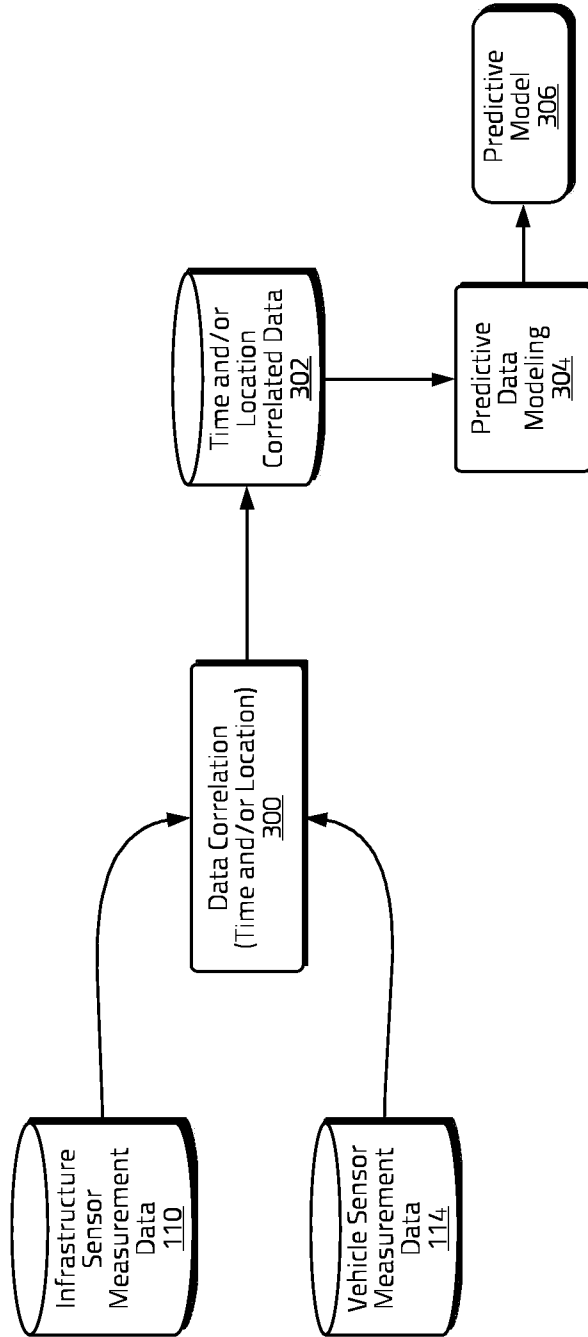 Infrastructure
Sensor
Measurement
Data
110
Vehicle Sensor
Measurement
Data
114
Data Correlation
(Time and/or Location)
300
Time and/or
Location
Correlated Data
302
Predictive
Data
Modeling
304
Predictive
Model
306